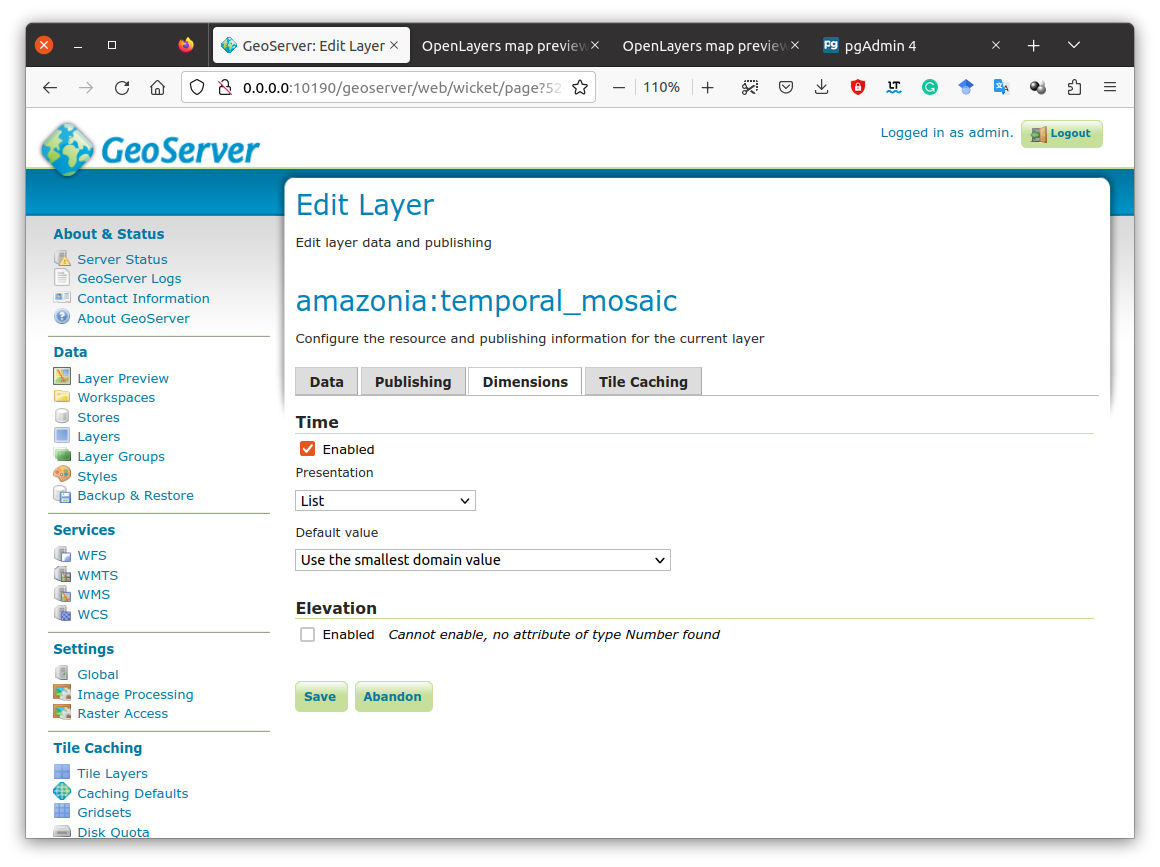 GeoServer: Edit Layer
OpenLayers map preview
OpenLayers map preview
pgAdmin 4
0.0.0.0:10190/geoserver/web/wicket/page?52
110%
GeoServer
Logged in as admin.
Logout
Edit Layer
Edit layer data and publishing
amazonia:temporal_mosaic
Configure the resource and publishing information for the current layer
Data
Publishing
Dimensions
Tile Caching
Time
Enabled
Presentation
List
Default value
Use the smallest domain value
Elevation
Enabled Cannot enable, no attribute of type Number found
Save
Abandon
About & Status
Server Status
GeoServer Logs
Contact Information
About GeoServer
Data
Layer Preview
Workspaces
Stores
Layers
Layer Groups
Styles
Backup & Restore
Services
WFS
WMTS
WMS
WCS
Settings
Global
Image Processing
Raster Access
Tile Caching
Tile Layers
Caching Defaults
Gridsets
Disk Quota